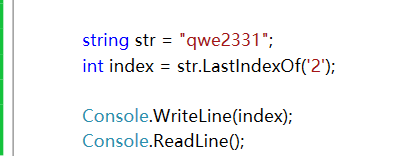 string str = "qwe2331";
int index = str.LastIndexOf('2');
Console.WriteLine(index);
Console.ReadLine();